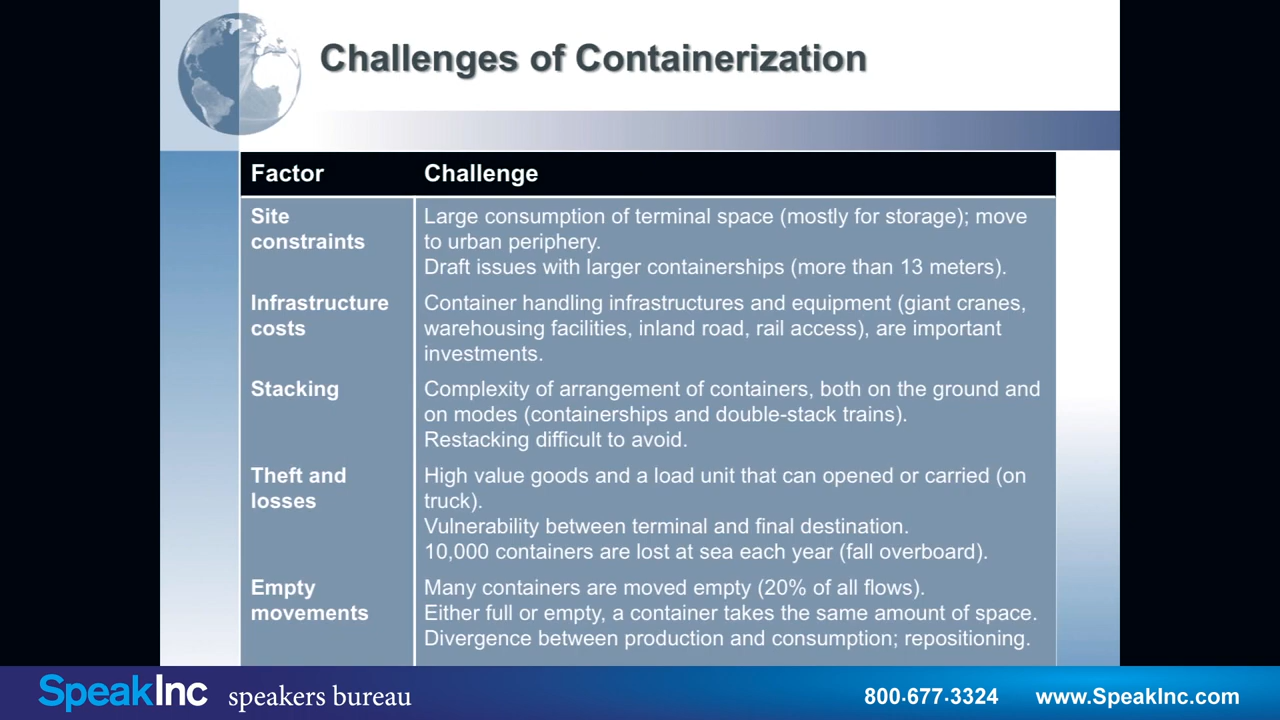 Challenges of Containerization
Factor Challenge
Site constraints
Large consumption of terminal space (mostly for storage); move
to urban periphery.
Draft issues with larger containerships (more than 13 meters).
Infrastructure costs
Container handling infrastructures and equipment (giant cranes,
warehousing facilities, inland road, rail access), are important
investments.
Stacking
Complexity of arrangement of containers, both on the ground and
on modes (containerships and double-stack trains).
Restacking difficult to avoid.
Theft and losses
High value goods and a load unit that can opened or carried (on
truck).
Vulnerability between terminal and final destination.
10,000 containers are lost at sea each year (fall overboard).
Empty movements
Many containers are moved empty (20% of all flows).
Either full or empty, a container takes the same amount of space.
Divergence between production and consumption; repositioning.
SpeakInc speakers bureau
800·677·3324 www.SpeakInc.com